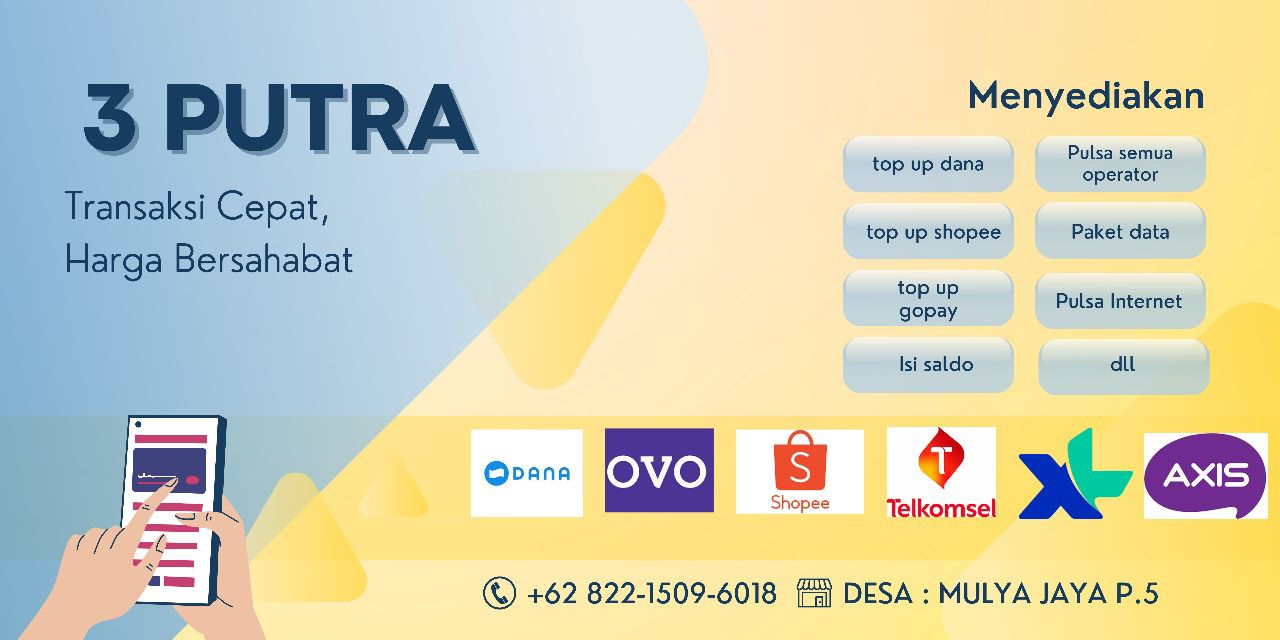 3 PUTRA
Transaksi Cepat,
Harga Bersahabat
Menyediakan
top up dana
Pulsa semua
operator
top up shopee
Paket data
top up
gopay
Pulsa Internet
Isi saldo
dll
DANA
OVO
S
Shopee
T
Telkomsel
XL
AXIS
+62 822-1509-6018
DESA : MULYA JAYA P.5